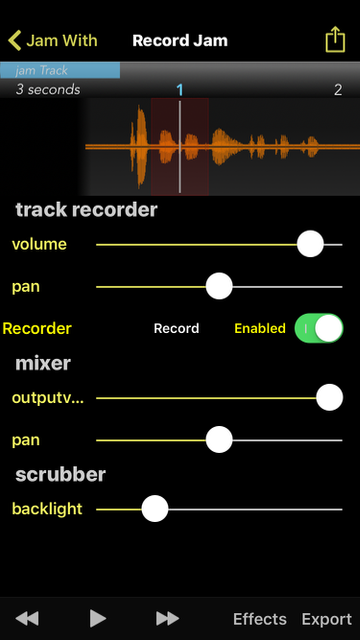 Jam With
Record Jam
jam Track
3 seconds
1
2
track recorder
volume
pan
Recorder
Record
Enabled
mixer
outputv...
pan
scrubber
backlight
Effects
Export